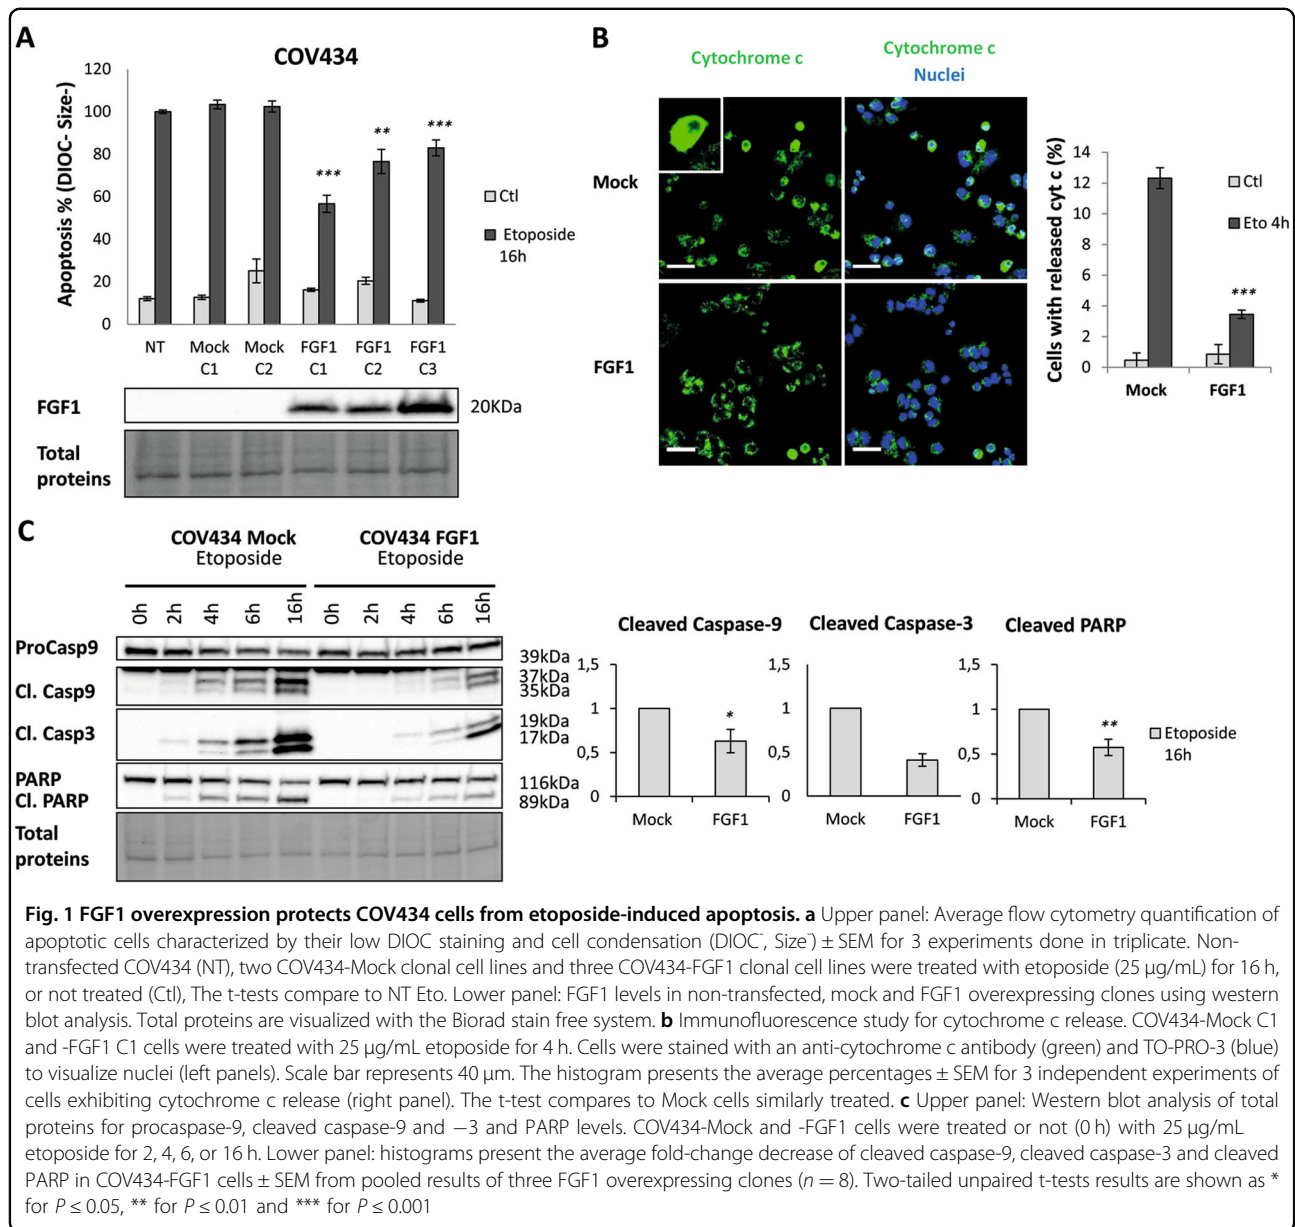 A
COV434
Apoptosis % (DIOC- Size-)
120
100
80
60
40
20
0
***
**
***
Ctl
Etoposide
16h
NT
Mock
C1
Mock
C2
FGF1
C1
FGF1
C2
FGF1
C3
FGF1
20KDa
Total
proteins
B
Cytochrome c
Cytochrome c
Nuclei
Mock
FGF1
Cells with released cyt c (%)
14
12
10
8
6
4
2
0
***
Ctl
Eto 4h
Mock
FGF1
C
COV434 Mock
Etoposide
COV434 FGF1
Etoposide
0h
2h
4h
6h
16h
0h
2h
4h
6h
16h
ProCasp9
Cl. Casp9
Cl. Casp3
PARP
Cl. PARP
Total
proteins
39kDa
37kDa
35kDa
19kDa
17kDa
116kDa
89kDa
Cleaved Caspase-9
1,5
1
0,5
0
*
Mock
FGF1
Cleaved Caspase-3
1,5
1
0,5
0
Mock
FGF1
Cleaved PARP
1,5
1
0,5
0
**
Mock
FGF1
Etoposide
16h
Fig. 1 FGF1 overexpression protects COV434 cells from etoposide-induced apoptosis. a Upper panel: Average flow cytometry quantification of
apoptotic cells characterized by their low DIOC staining and cell condensation (DIOC⁻, Size⁻) ± SEM for 3 experiments done in triplicate. Non-
transfected COV434 (NT), two COV434-Mock clonal cell lines and three COV434-FGF1 clonal cell lines were treated with etoposide (25 µg/mL) for 16 h,
or not treated (Ctl), The t-tests compare to NT Eto. Lower panel: FGF1 levels in non-transfected, mock and FGF1 overexpressing clones using western
blot analysis. Total proteins are visualized with the Biorad stain free system. b Immunofluorescence study for cytochrome c release. COV434-Mock C1
and -FGF1 C1 cells were treated with 25 µg/mL etoposide for 4 h. Cells were stained with an anti-cytochrome c antibody (green) and TO-PRO-3 (blue)
to visualize nuclei (left panels). Scale bar represents 40 µm. The histogram presents the average percentages ± SEM for 3 independent experiments of
cells exhibiting cytochrome c release (right panel). The t-test compares to Mock cells similarly treated. c Upper panel: Western blot analysis of total
proteins for procaspase-9, cleaved caspase-9 and −3 and PARP levels. COV434-Mock and -FGF1 cells were treated or not (0 h) with 25 µg/mL
etoposide for 2, 4, 6, or 16 h. Lower panel: histograms present the average fold-change decrease of cleaved caspase-9, cleaved caspase-3 and cleaved
PARP in COV434-FGF1 cells ± SEM from pooled results of three FGF1 overexpressing clones (n = 8). Two-tailed unpaired t-tests results are shown as *
for P ≤ 0.05, ** for P ≤ 0.01 and *** for P ≤ 0.001